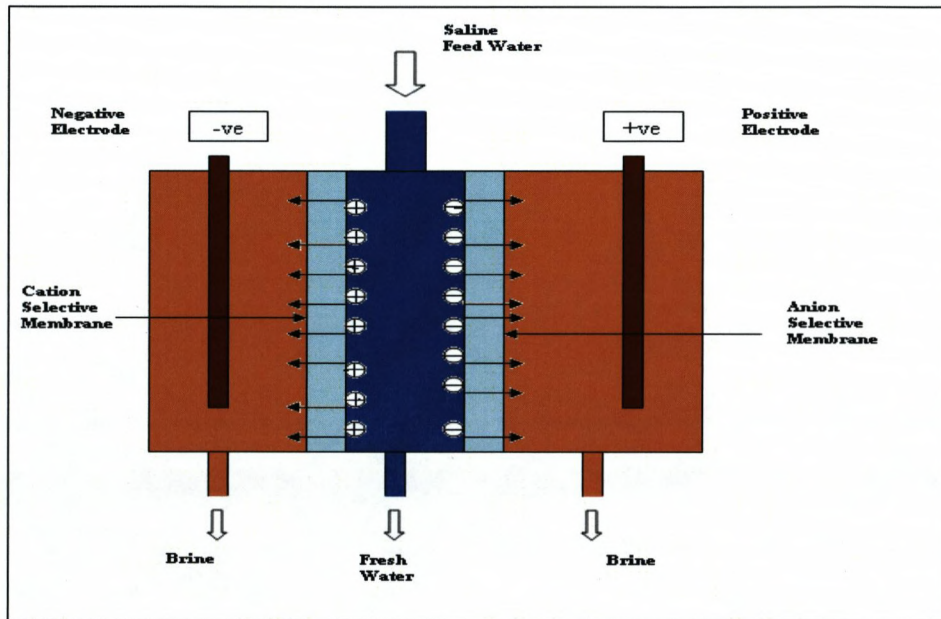 Saline
Feed Water
Negative
Electrode
-ve
+ve
Positive
Electrode
Cation
Selective
Membrane
Anion
Selective
Membrane
Brine
Fresh
Water
Brine